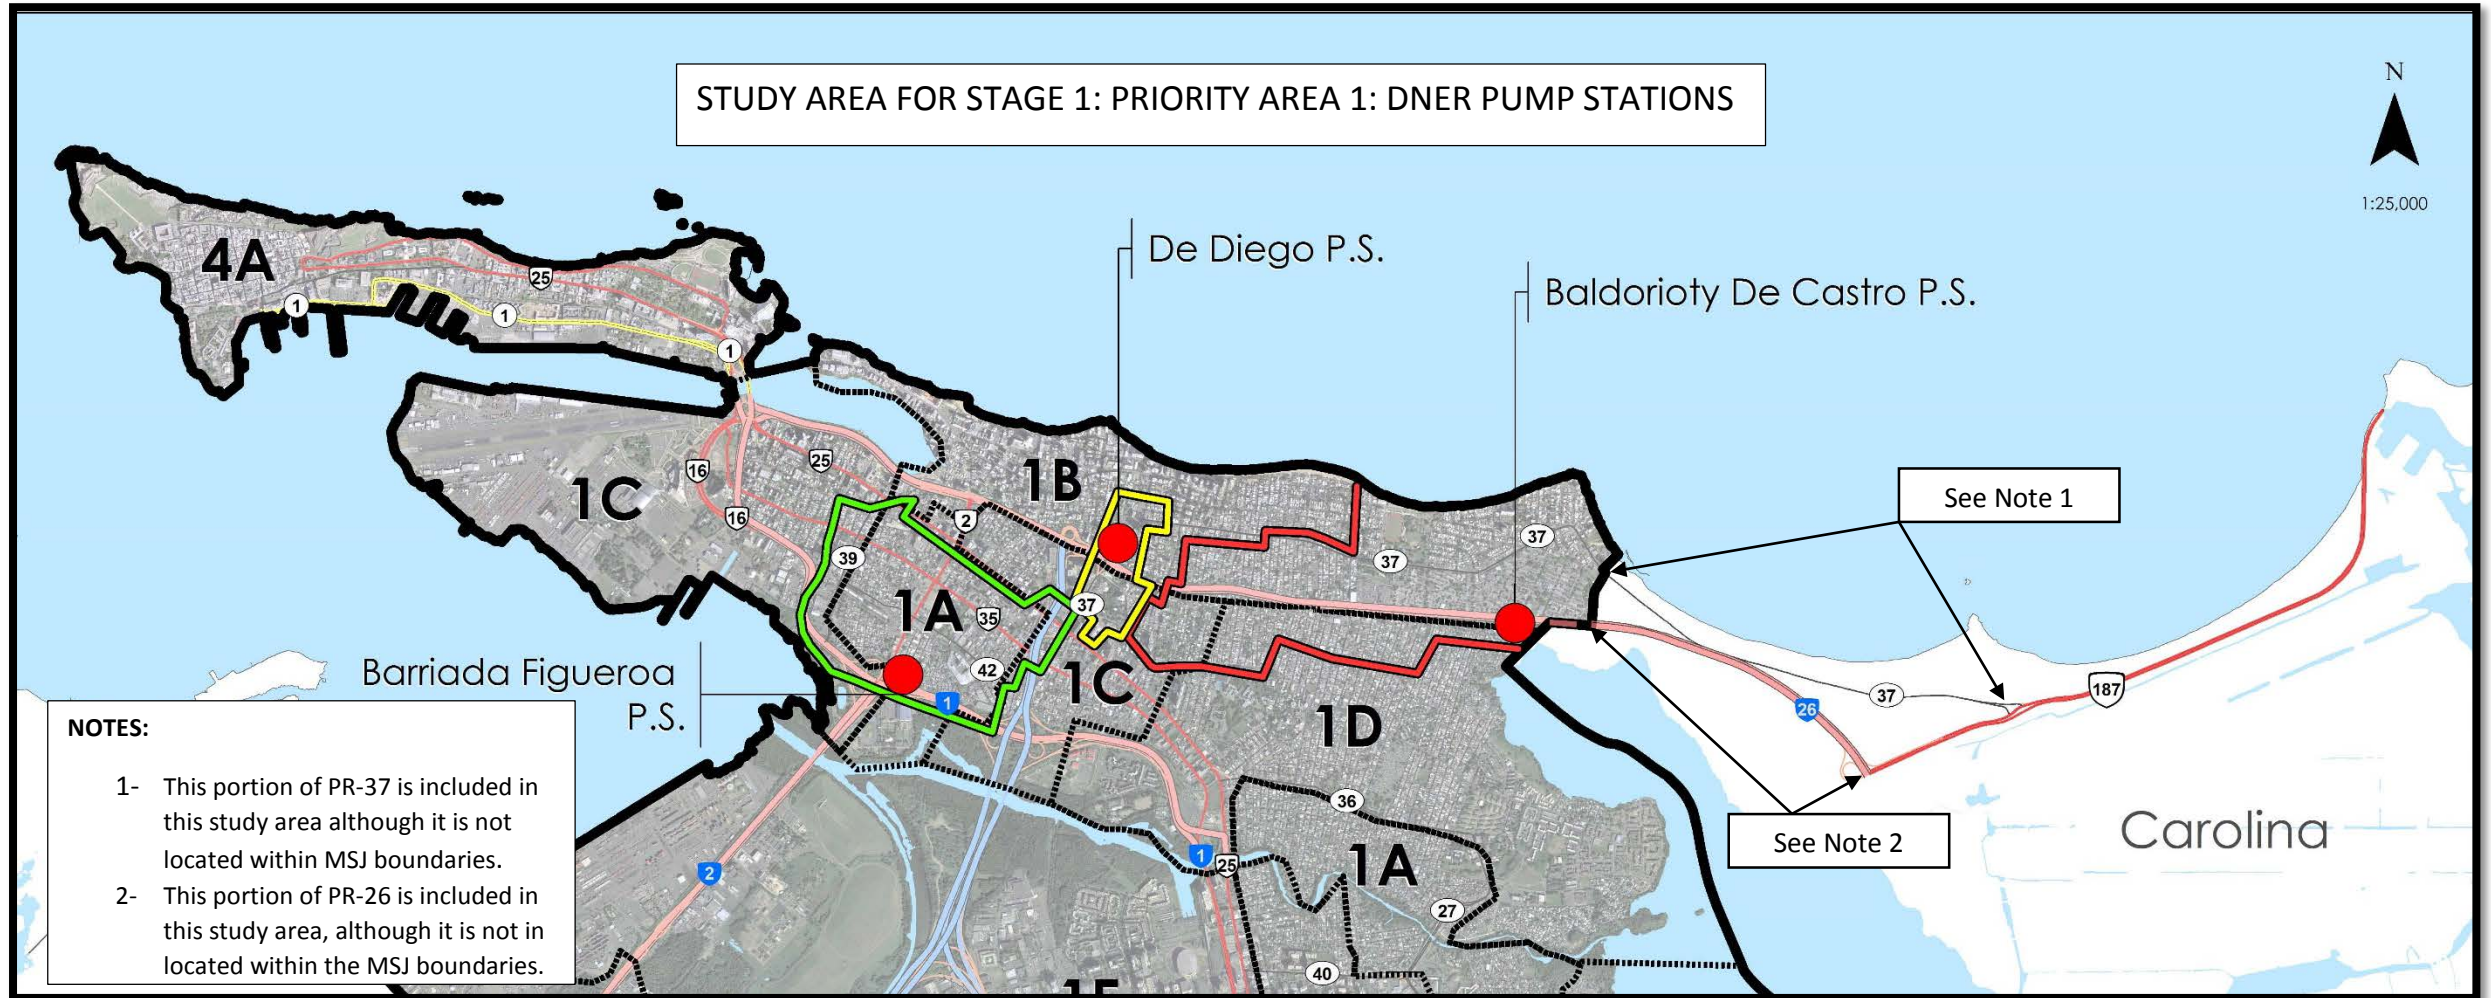 STUDY AREA FOR STAGE 1: PRIORITY AREA 1: DNER PUMP STATIONS
N
1:25,000
De Diego P.S.
Baldorioty De Castro P.S.
4A
25
1
1
1
1B
16
25
1C
16
2
37
37
See Note 1
39
1A
35
37
Barriada Figueroa
P.S.
42
1
1C
1D
26
37
187
See Note 2
Carolina
36
2
1
25
1A
27
40
1E
NOTES:
1- This portion of PR-37 is included in
this study area although it is not
located within MSJ boundaries.
2- This portion of PR-26 is included in
this study area, although it is not in
located within the MSJ boundaries.